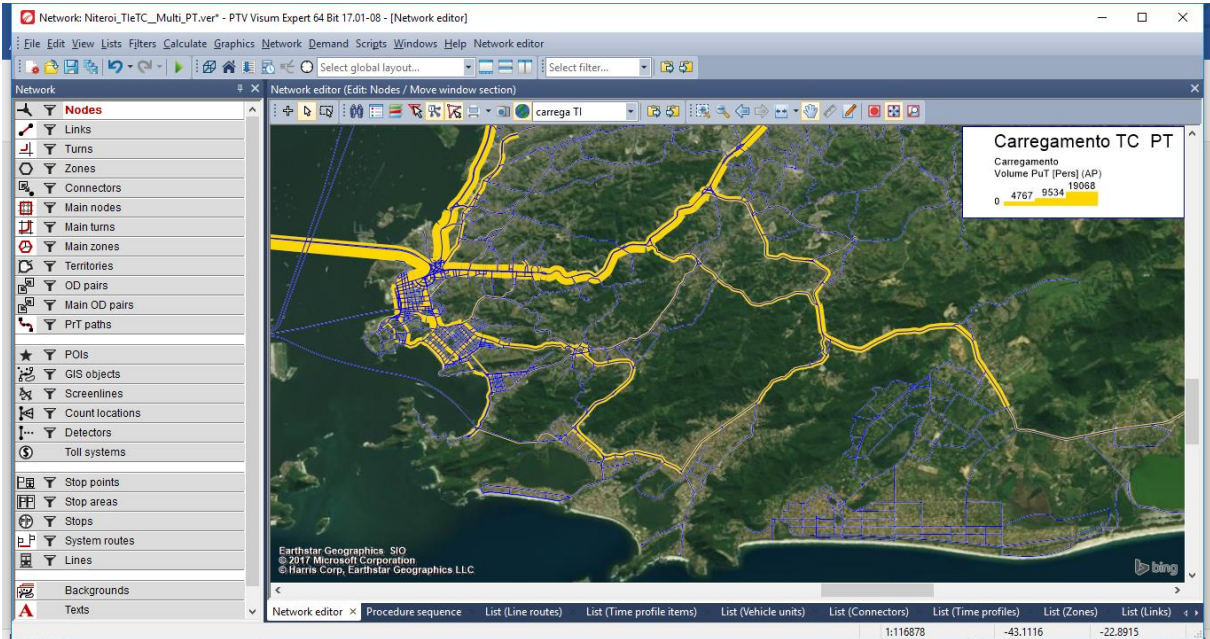 Network: Niteroi_TIeTC__Multi_PT.ver* - PTV Visum Expert 64 Bit 17.01-08 - [Network editor]
File Edit View Lists Filters Calculate Graphics Network Demand Scripts Windows Help Network editor
Select global layout... Select filter...
Network
Network editor (Edit: Nodes / Move window section)
carrega TI
Nodes
Links
Turns
Zones
Connectors
Main nodes
Main turns
Main zones
Territories
OD pairs
Main OD pairs
PrT paths
POIs
GIS objects
Screenlines
Count locations
Detectors
Toll systems
Stop points
Stop areas
Stops
System routes
Lines
Backgrounds
Texts
Carregamento TC PT
Carregamento
Volume PuT [Pers] (AP)
0 4767 9534 19068
Earthstar Geographics SIO
© 2017 Microsoft Corporation
© Harris Corp, Earthstar Geographics LLC
bing
Network editor × Procedure sequence List (Line routes) List (Time profile items) List (Vehicle units) List (Connectors) List (Time profiles) List (Zones) List (Links)
1:116878 -43.1116 -22.8915